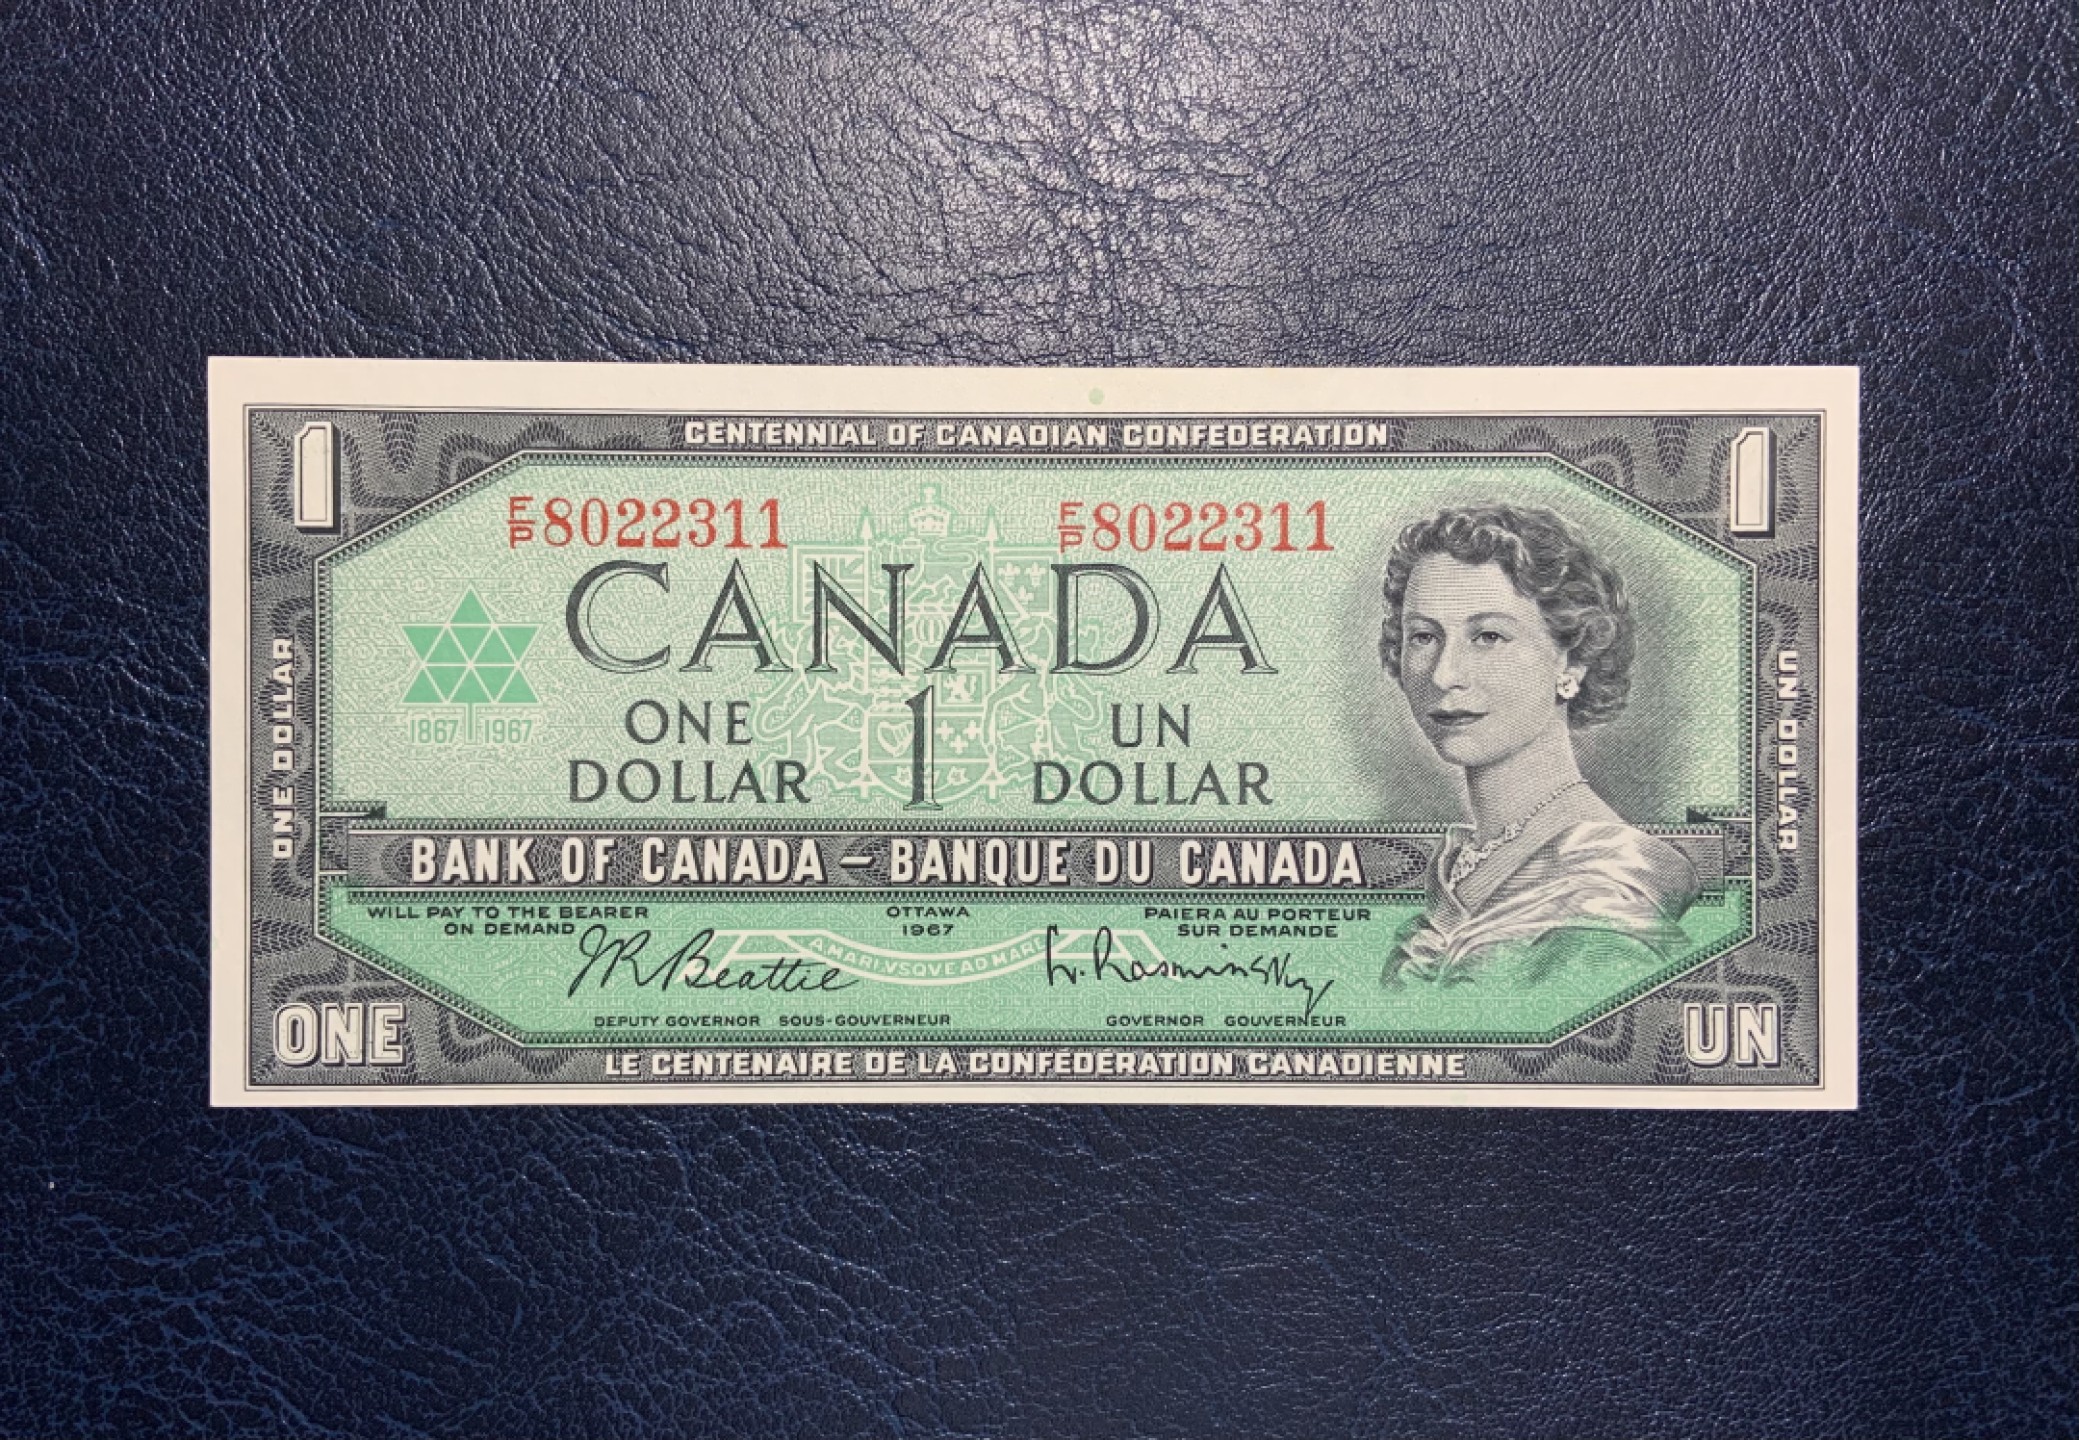 CENTENNIAL OF CANADIAN CONFEDERATION
1
1
F/P 8022311
F/P 8022311
CANADA
1867 1967
ONE DOLLAR
1
UN DOLLAR
ONE DOLLAR
UN DOLLAR
BANK OF CANADA – BANQUE DU CANADA
WILL PAY TO THE BEARER ON DEMAND
OTTAWA 1967
PAIERA AU PORTEUR SUR DEMANDE
A MARI VSQVE AD MARE
JR Beattie
L. Rasminsky
DEPUTY GOVERNOR SOUS-GOUVERNEUR
GOVERNOR GOUVERNEUR
ONE
UN
LE CENTENAIRE DE LA CONFÉDÉRATION CANADIENNE